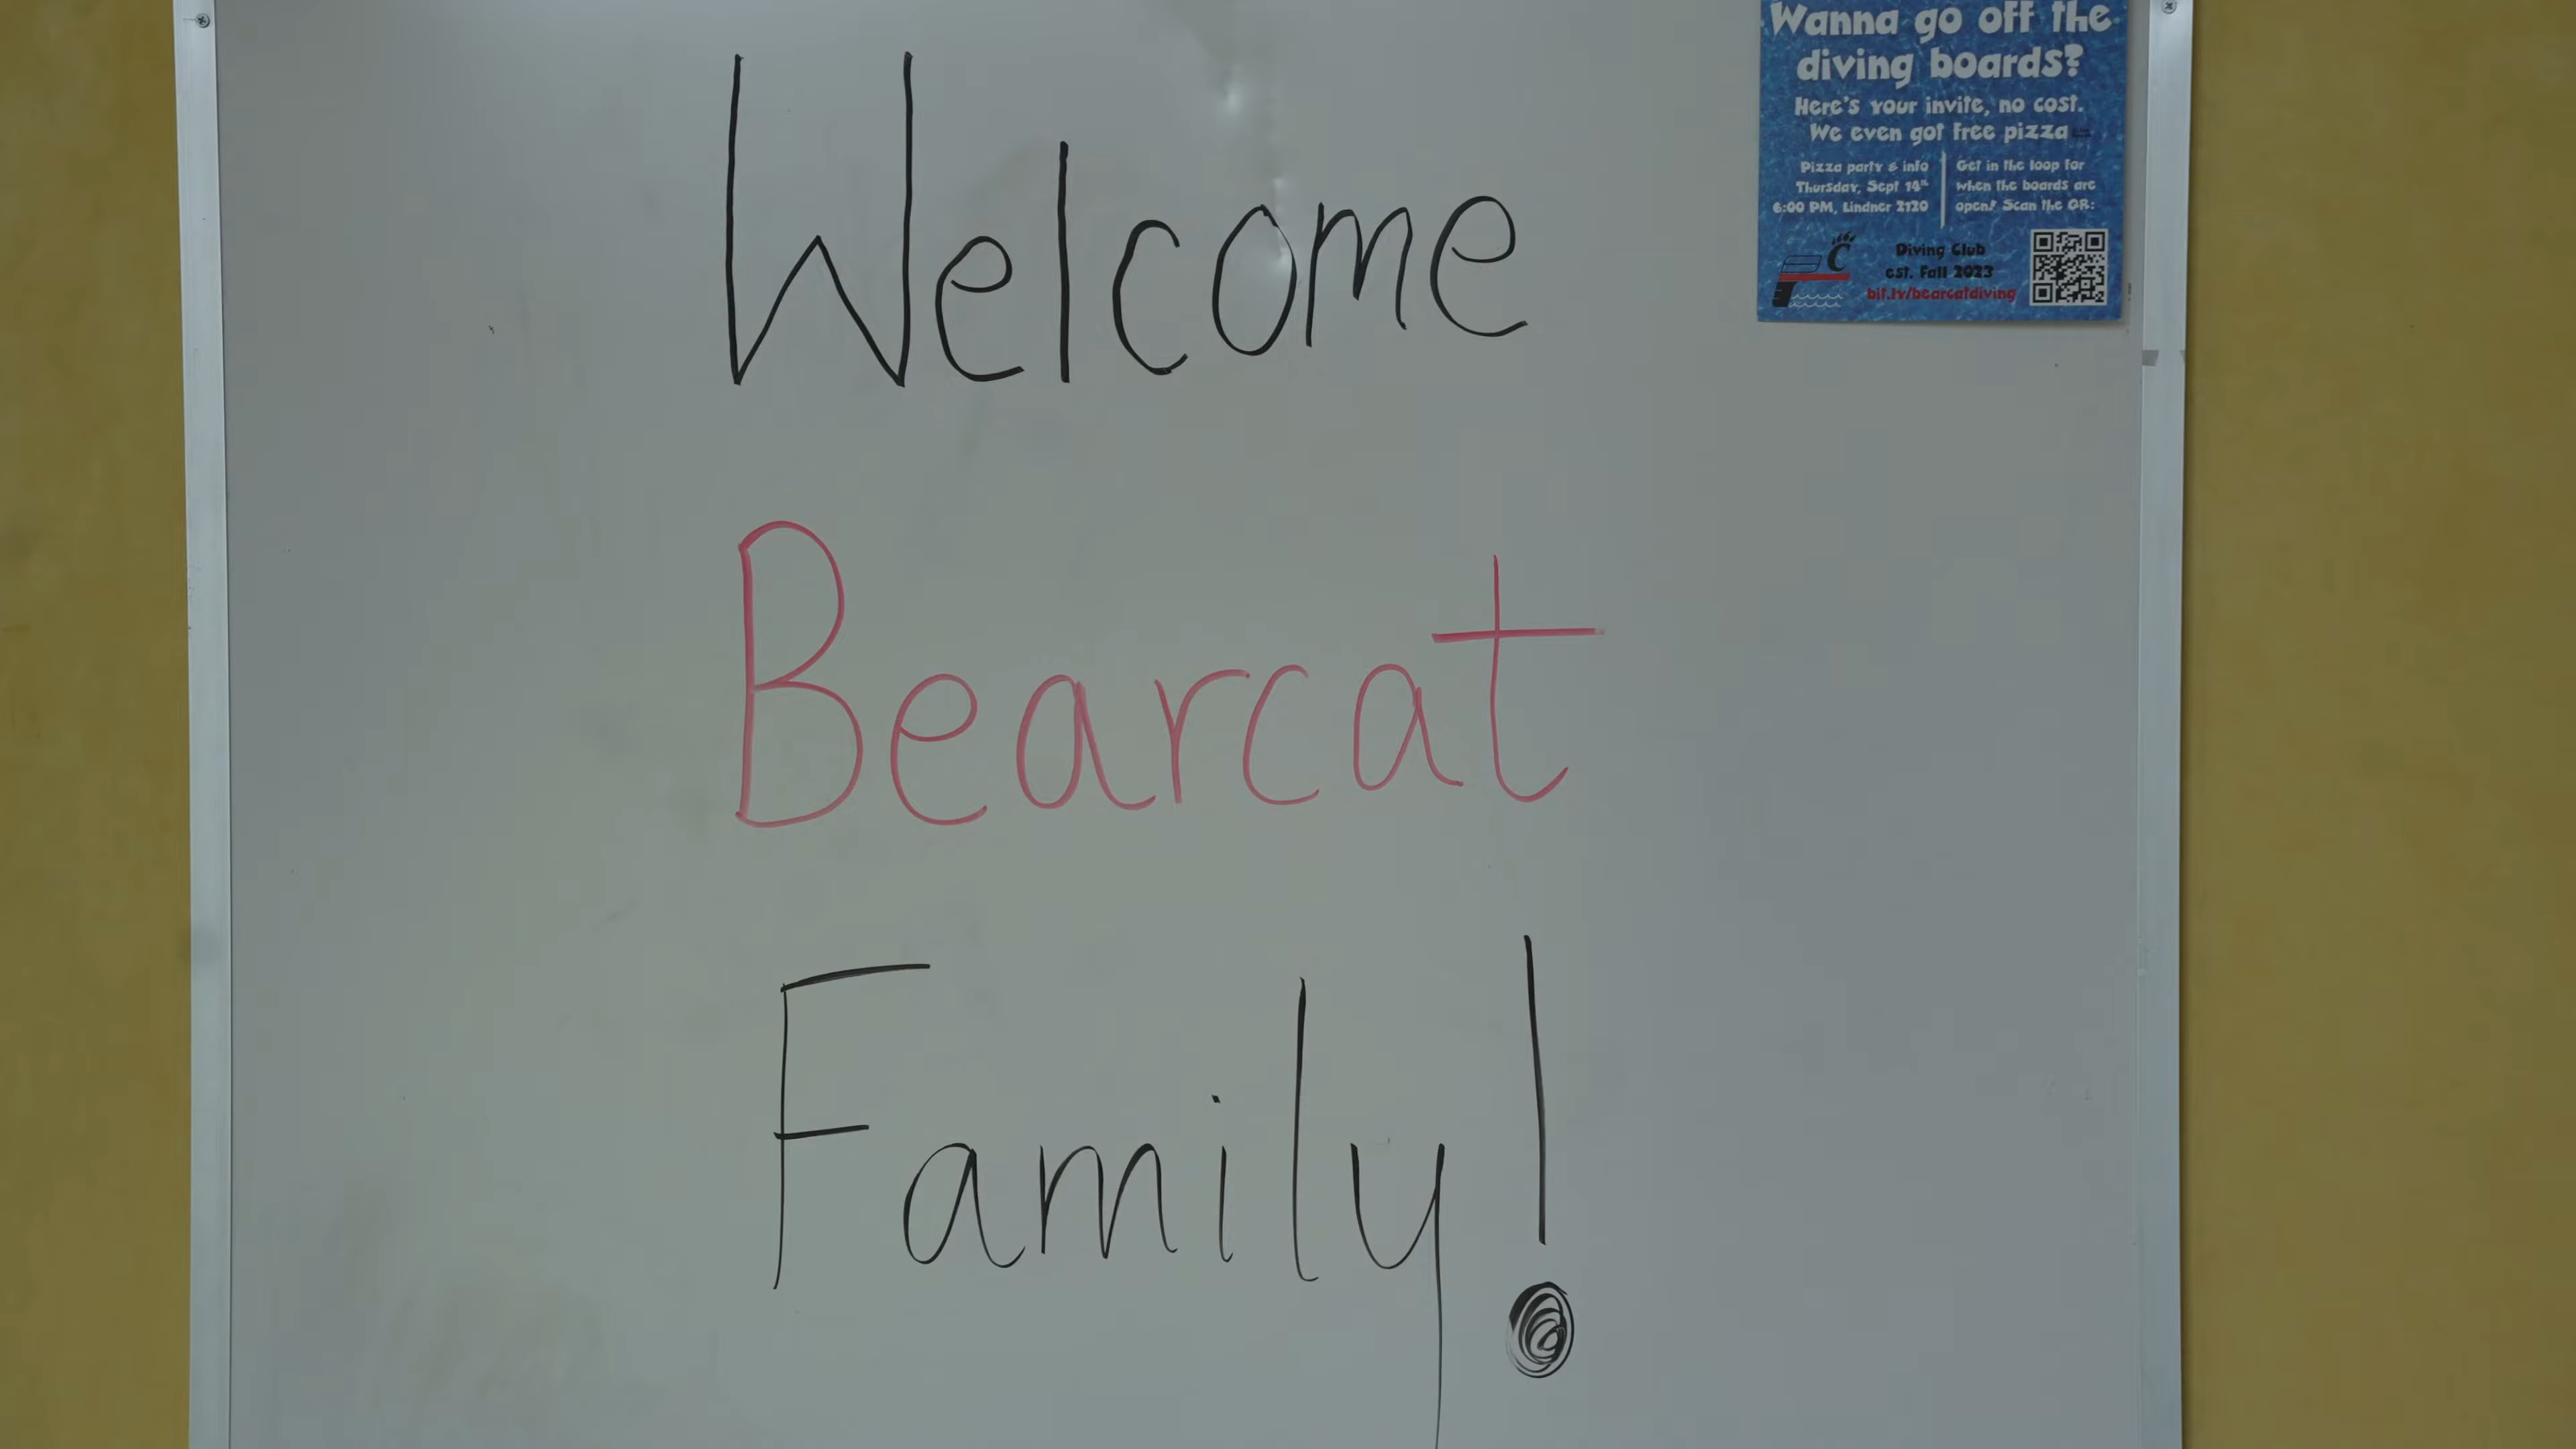 Welcome
Bearcat
Family!
Wanna go off the
diving boards?
Here's your invite, no cost.
We even got free pizza
Pizza party & info
Thursday, Sept 14th
6:00 PM, Lindner 2120
Get in the loop for
when the boards are
open! Scan the QR:
C
Diving Club
est. Fall 2023
bit.ly/bearcatdiving